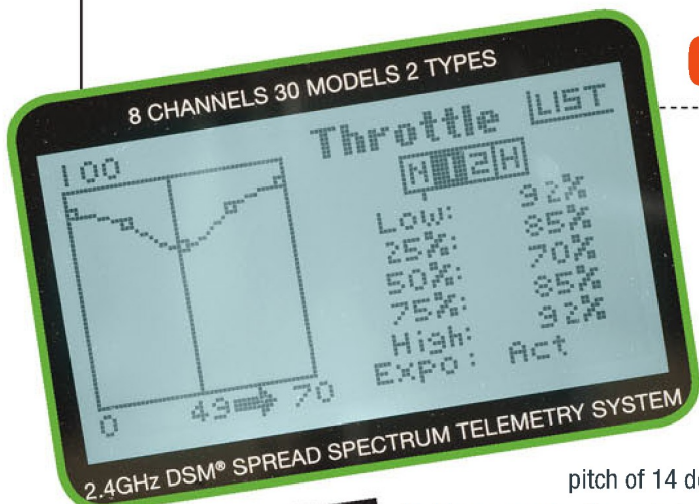 8 CHANNELS 30 MODELS 2 TYPES
Throttle LIST
N 1 2 H
100
Low: 92%
25%: 85%
50%: 70%
75%: 85%
High: 92%
Expo: Act
0 49 70
2.4GHz DSM® SPREAD SPECTRUM TELEMETRY SYSTEM
pitch of 14 d